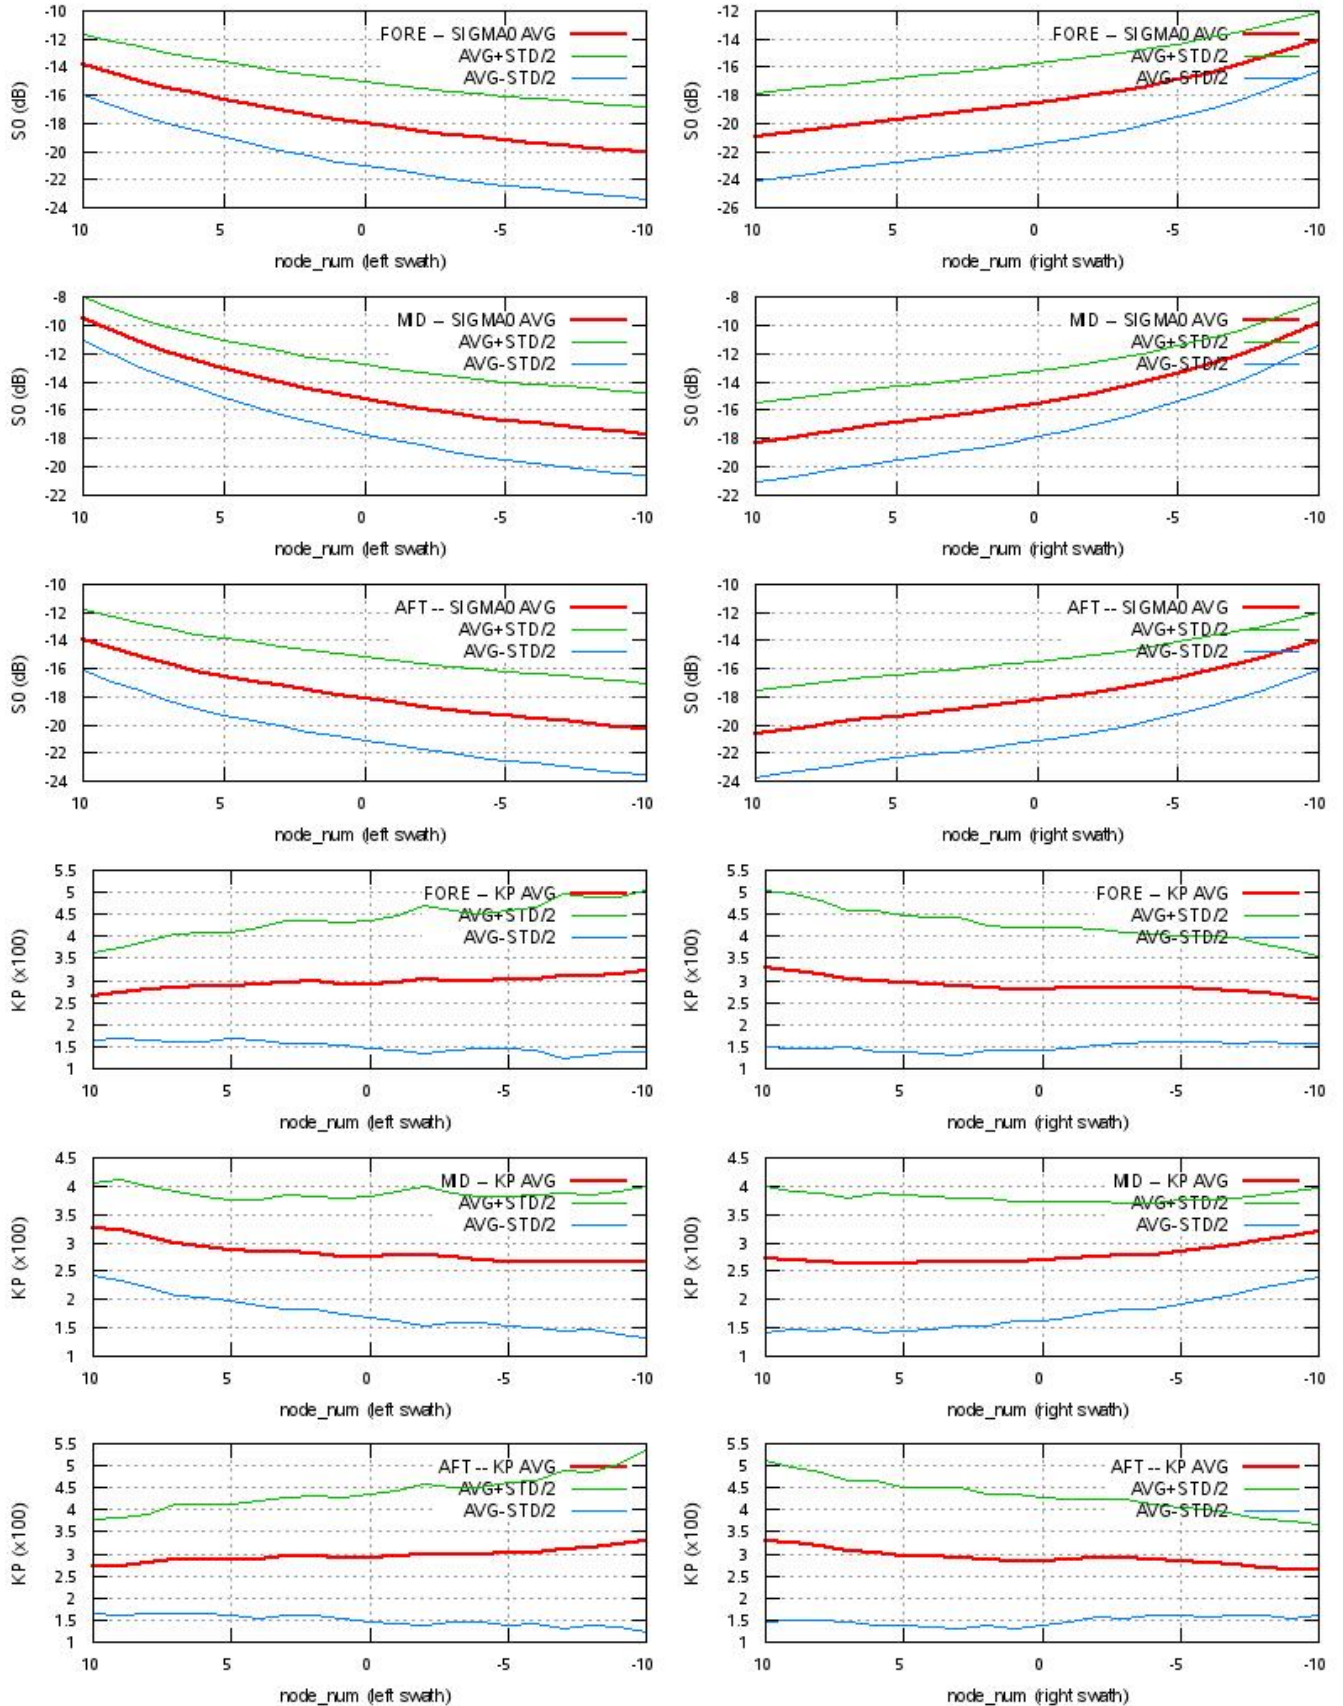 -10
-12
-14
-16
-18
-20
-22
-24
S0 (dB)
FORE – SIGMA0 AVG
AVG+STD/2
AVG-STD/2
10 5 0 -5 -10
node_num (left swath)
-12
-14
-16
-18
-20
-22
-24
-26
S0 (dB)
FORE – SIGMA0 AVG
AVG+STD/2
AVG-STD/2
10 5 0 -5 -10
node_num (right swath)
-8
-10
-12
-14
-16
-18
-20
-22
S0 (dB)
MID – SIGMA0 AVG
AVG+STD/2
AVG-STD/2
10 5 0 -5 -10
node_num (left swath)
-8
-10
-12
-14
-16
-18
-20
-22
S0 (dB)
MID – SIGMA0 AVG
AVG+STD/2
AVG-STD/2
10 5 0 -5 -10
node_num (right swath)
-10
-12
-14
-16
-18
-20
-22
-24
S0 (dB)
AFT -- SIGMA0 AVG
AVG+STD/2
AVG-STD/2
10 5 0 -5 -10
node_num (left swath)
-10
-12
-14
-16
-18
-20
-22
-24
S0 (dB)
AFT -- SIGMA0 AVG
AVG+STD/2
AVG-STD/2
10 5 0 -5 -10
node_num (right swath)
5.5
5
4.5
4
3.5
3
2.5
2
1.5
1
KP (x100)
FORE – KP AVG
AVG+STD/2
AVG-STD/2
10 5 0 -5 -10
node_num (left swath)
5.5
5
4.5
4
3.5
3
2.5
2
1.5
1
KP (x100)
FORE – KP AVG
AVG+STD/2
AVG-STD/2
10 5 0 -5 -10
node_num (right swath)
4.5
4
3.5
3
2.5
2
1.5
1
KP (x100)
MID – KP AVG
AVG+STD/2
AVG-STD/2
10 5 0 -5 -10
node_num (left swath)
4.5
4
3.5
3
2.5
2
1.5
1
KP (x100)
MID – KP AVG
AVG+STD/2
AVG-STD/2
10 5 0 -5 -10
node_num (right swath)
5.5
5
4.5
4
3.5
3
2.5
2
1.5
1
KP (x100)
AFT -- KP AVG
AVG+STD/2
AVG-STD/2
10 5 0 -5 -10
node_num (left swath)
5.5
5
4.5
4
3.5
3
2.5
2
1.5
1
KP (x100)
AFT -- KP AVG
AVG+STD/2
AVG-STD/2
10 5 0 -5 -10
node_num (right swath)